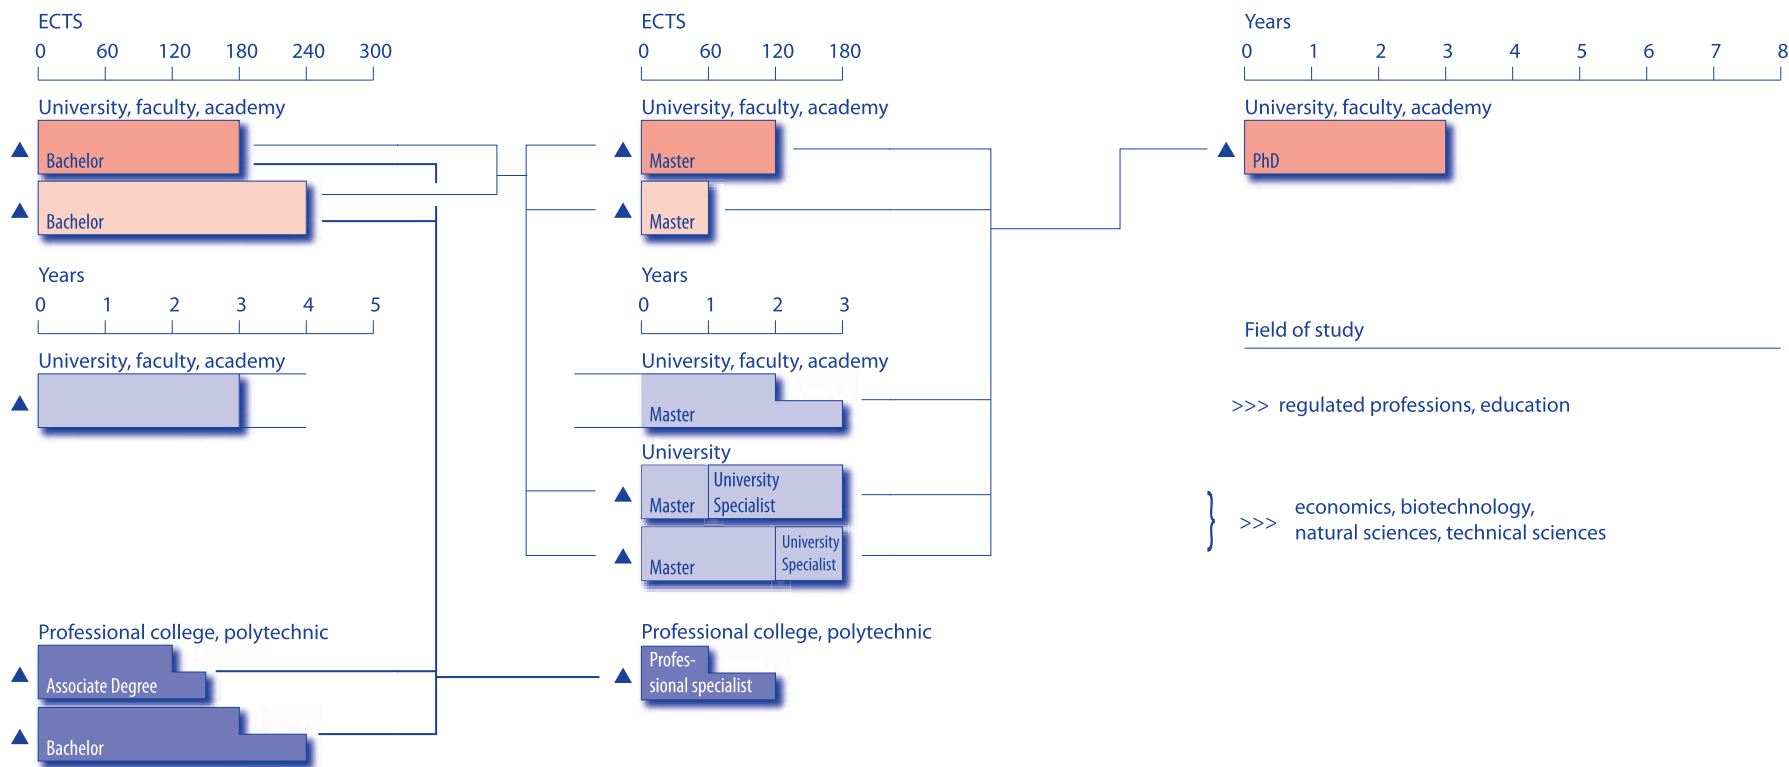 ECTS
0 60 120 180 240 300
University, faculty, academy
Bachelor
Bachelor
Years
0 1 2 3 4 5
University, faculty, academy
Professional college, polytechnic
Associate Degree
Bachelor
ECTS
0 60 120 180
University, faculty, academy
Master
Master
Years
0 1 2 3
University, faculty, academy
Master
University
Master
University
Specialist
Master
University
Specialist
Professional college, polytechnic
Profes-
sional specialist
Years
0 1 2 3 4 5 6 7 8
University, faculty, academy
PhD
Field of study
>>> regulated professions, education
} >>> economics, biotechnology,
natural sciences, technical sciences